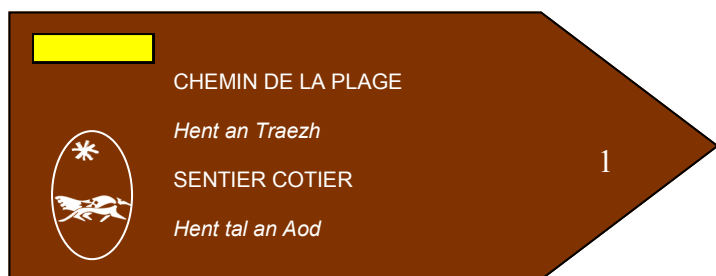 CHEMIN DE LA PLAGE
Hent an Traezh
SENTIER COTIER
Hent tal an Aod
1